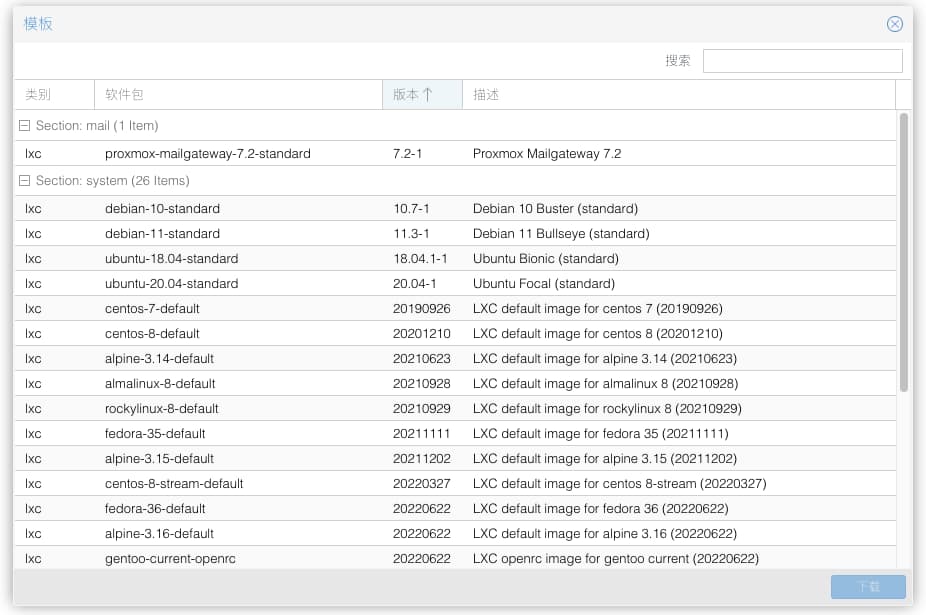 模板
搜索
类别 软件包 版本↑ 描述
Section: mail (1 Item)
lxc proxmox-mailgateway-7.2-standard 7.2-1 Proxmox Mailgateway 7.2
Section: system (26 Items)
lxc debian-10-standard 10.7-1 Debian 10 Buster (standard)
lxc debian-11-standard 11.3-1 Debian 11 Bullseye (standard)
lxc ubuntu-18.04-standard 18.04.1-1 Ubuntu Bionic (standard)
lxc ubuntu-20.04-standard 20.04-1 Ubuntu Focal (standard)
lxc centos-7-default 20190926 LXC default image for centos 7 (20190926)
lxc centos-8-default 20201210 LXC default image for centos 8 (20201210)
lxc alpine-3.14-default 20210623 LXC default image for alpine 3.14 (20210623)
lxc almalinux-8-default 20210928 LXC default image for almalinux 8 (20210928)
lxc rockylinux-8-default 20210929 LXC default image for rockylinux 8 (20210929)
lxc fedora-35-default 20211111 LXC default image for fedora 35 (20211111)
lxc alpine-3.15-default 20211202 LXC default image for alpine 3.15 (20211202)
lxc centos-8-stream-default 20220327 LXC default image for centos 8-stream (20220327)
lxc fedora-36-default 20220622 LXC default image for fedora 36 (20220622)
lxc alpine-3.16-default 20220622 LXC default image for alpine 3.16 (20220622)
lxc gentoo-current-openrc 20220622 LXC openrc image for gentoo current (20220622)
下载